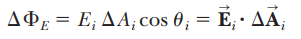 ΔΦ_E = E_i ΔA_i cos θ_i = E⃗_i · ΔA⃗_i